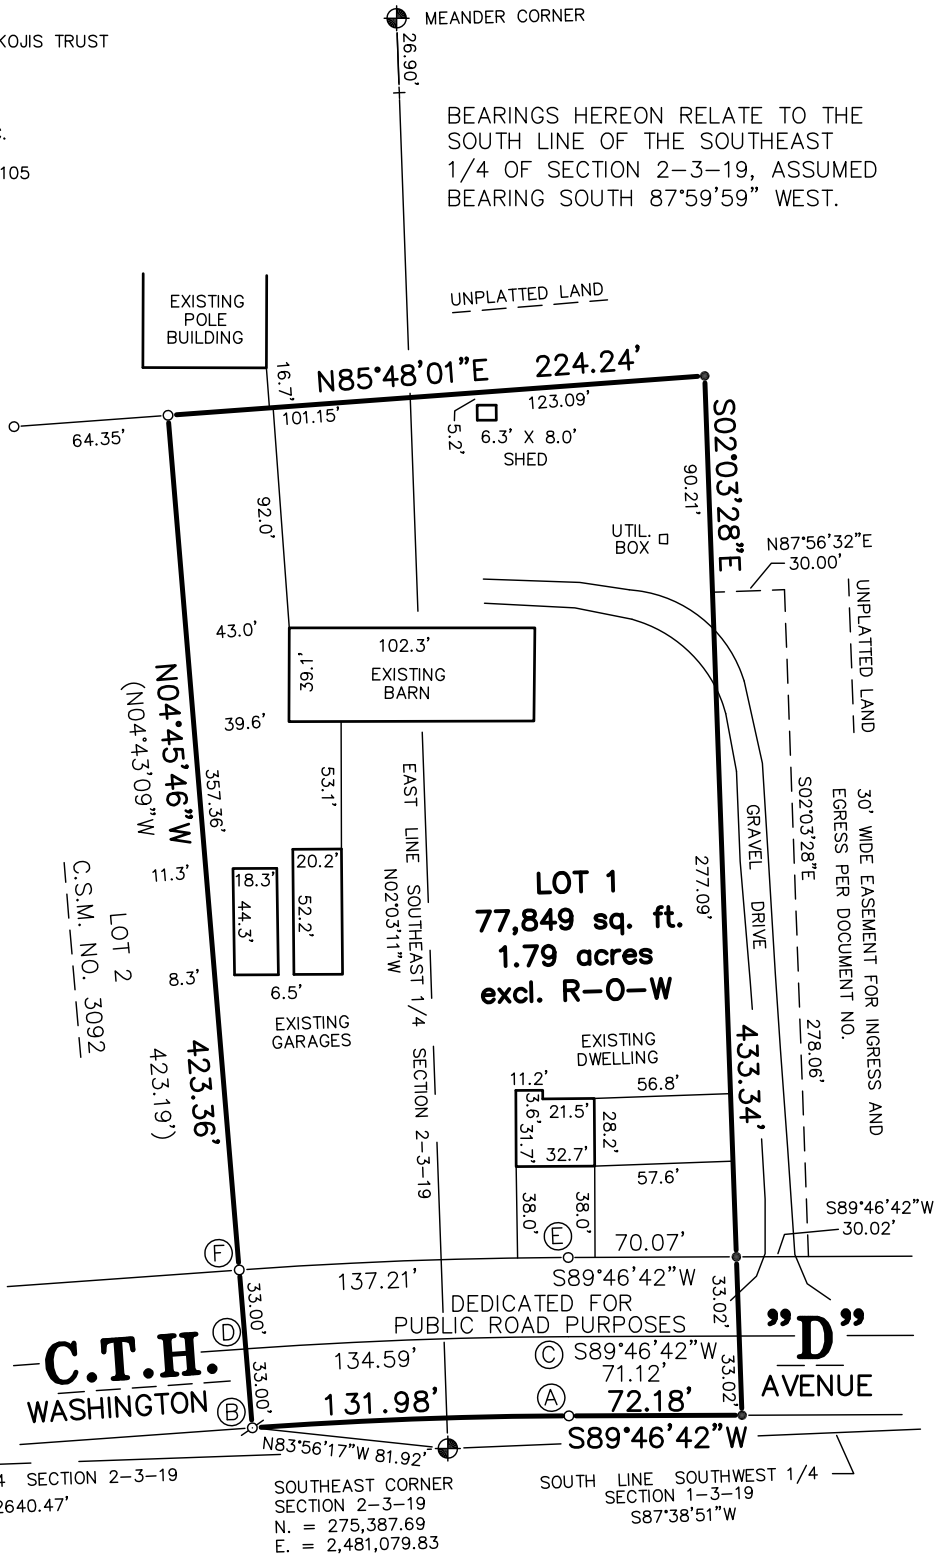 MEANDER CORNER
KOJIS TRUST
26.90'
105
BEARINGS HEREON RELATE TO THE
SOUTH LINE OF THE SOUTHEAST
1/4 OF SECTION 2-3-19, ASSUMED
BEARING SOUTH 87°59'59" WEST.
UNPLATTED LAND
EXISTING
POLE
BUILDING
16.7'
N85°48'01"E 224.24'
101.15'
123.09'
64.35'
5.2'
6.3' X 8.0'
SHED
S02°03'28"E
90.21'
92.0'
UTIL.
BOX
N87°56'32"E
30.00'
UNPLATTED LAND
43.0'
102.3'
39.1'
EXISTING
BARN
39.6'
N04°45'46"W
(N04°43'09"W
357.36'
53.1'
EAST LINE SOUTHEAST 1/4 SECTION 2-3-19
N02°03'11"W
GRAVEL DRIVE
S02°03'28"E
278.06'
30' WIDE EASEMENT FOR INGRESS AND
EGRESS PER DOCUMENT NO.
277.09'
LOT 1
77,849 sq. ft.
1.79 acres
excl. R-O-W
11.3'
18.3'
20.2'
44.3'
52.2'
8.3'
6.5'
EXISTING
GARAGES
LOT 2
C.S.M. NO. 3092
423.36'
423.19')
433.34'
EXISTING
DWELLING
11.2'
56.8'
3.6'
21.5'
31.7'
32.7'
28.2'
57.6'
38.0'
38.0'
S89°46'42"W
30.02'
F
E
70.07'
137.21'
S89°46'42"W
33.00'
33.02'
DEDICATED FOR
PUBLIC ROAD PURPOSES
C.T.H. "D"
D
134.59'
C
S89°46'42"W
71.12'
33.00'
33.02'
WASHINGTON AVENUE
B
131.98'
A
72.18'
S89°46'42"W
N83°56'17"W 81.92'
4 SECTION 2-3-19
2640.47'
SOUTHEAST CORNER
SECTION 2-3-19
N. = 275,387.69
E. = 2,481,079.83
SOUTH LINE SOUTHWEST 1/4
SECTION 1-3-19
S87°38'51"W